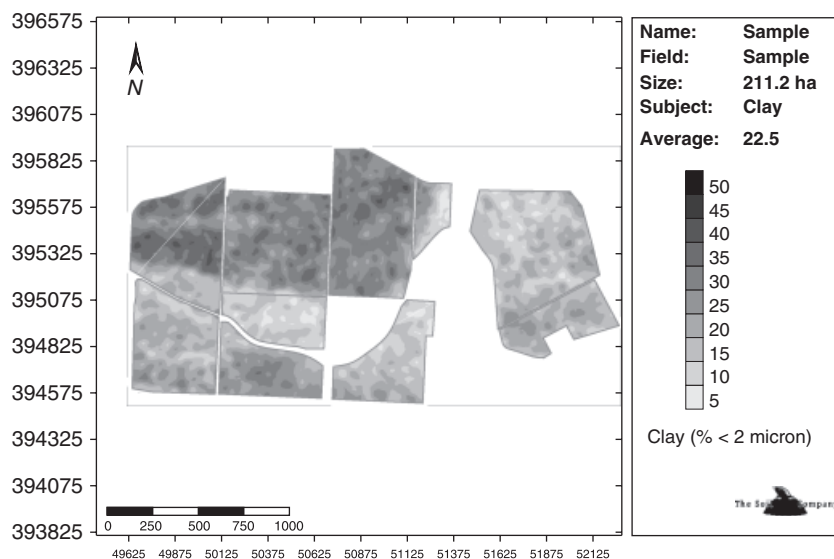 396575
396325
396075
395825
395575
395325
395075
394825
394575
394325
394075
393825
N
0 250 500 750 1000
49625 49875 50125 50375 50625 50875 51125 51375 51625 51875 52125
Name: Sample
Field: Sample
Size: 211.2 ha
Subject: Clay
Average: 22.5
50
45
40
35
30
25
20
15
10
5
Clay (% < 2 micron)
The